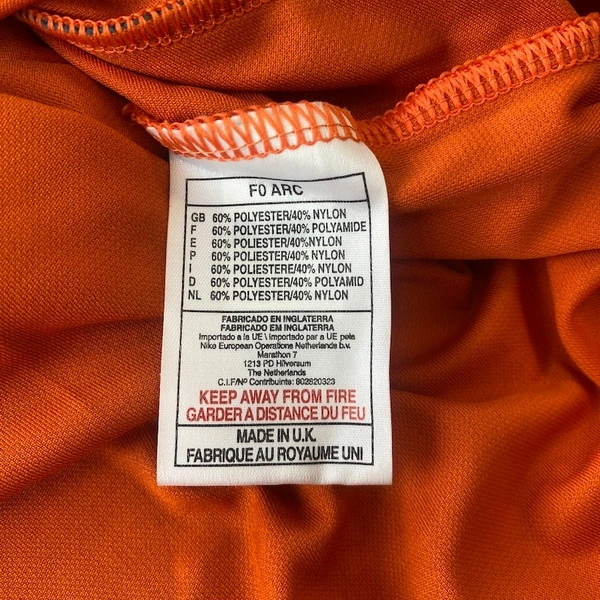 F0 ARC
GB 60% POLYESTER/40% NYLON
F 60% POLYESTER/40% POLYAMIDE
E 60% POLIESTER/40%NYLON
P 60% POLIESTER/40% NYLON
I 60% POLIESTERE/40% NYLON
D 60% POLYESTER/40% POLYAMID
NL 60% POLYESTER/40% NYLON
FABRICADO EN INGLATERRA
FABRICADO EM INGLATERRA
Importado a la UE \ Importado par a UE pela
Nike European Operations Netherlands b.v.
Marathon 7
1213 PD Hilversum
The Netherlands
C.I.F/Nº Contribuinte: 802820323
KEEP AWAY FROM FIRE
GARDER A DISTANCE DU FEU
MADE IN U.K.
FABRIQUE AU ROYAUME UNI